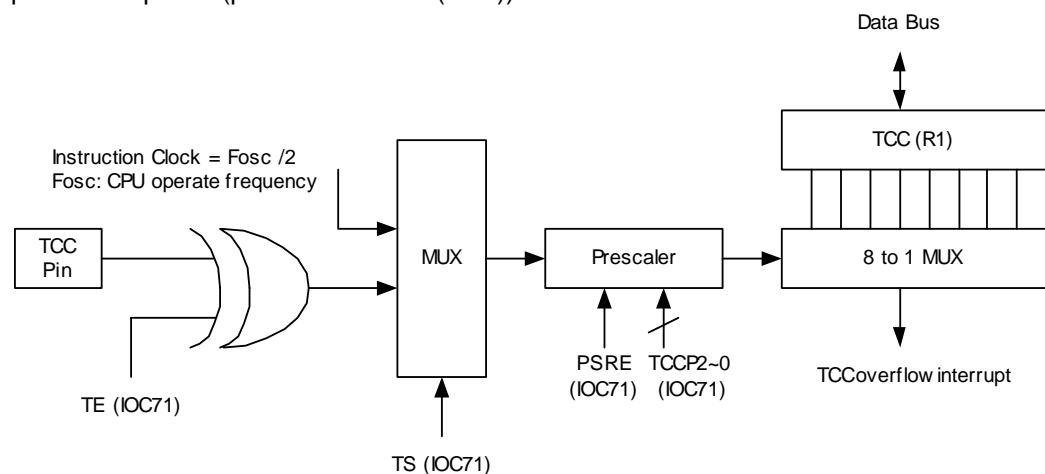 Data Bus
TCC (R1)
Instruction Clock = Fosc /2
Fosc: CPU operate frequency
TCC
Pin
MUX
Prescaler
8 to 1 MUX
PSRE
(IOC71)
TCCP2~0
(IOC71)
TCCoverflow interrupt
TE (IOC71)
TS (IOC71)